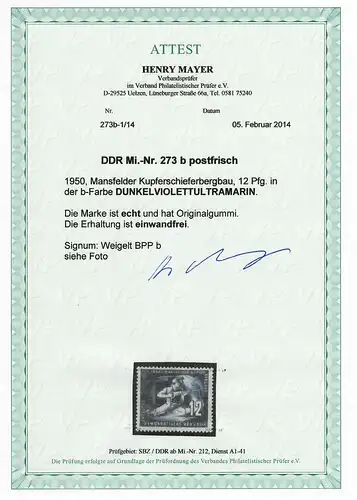 ATTEST
HENRY MAYER
Verbandsprüfer
im Verband Philatelistischer Prüfer e.V.
D-29525 Uelzen, Lüneburger Straße 66a, Tel. 0581 75240
Nr. Datum
273b-1/14 05. Februar 2014
DDR Mi.-Nr. 273 b postfrisch
1950, Mansfelder Kupferschieferbergbau, 12 Pfg. in
der b-Farbe DUNKELVIOLETTULTRAMARIN.
Die Marke ist echt und hat Originalgummi.
Die Erhaltung ist einwandfrei.
Signum: Weigelt BPP b
siehe Foto
12
Prüfgebiet: SBZ / DDR ab Mi.-Nr. 212, Dienst A1-41
Die Prüfung erfolgte auf Grundlage der Prüfordnung des Verbandes Philatelistischer Prüfer e.V.